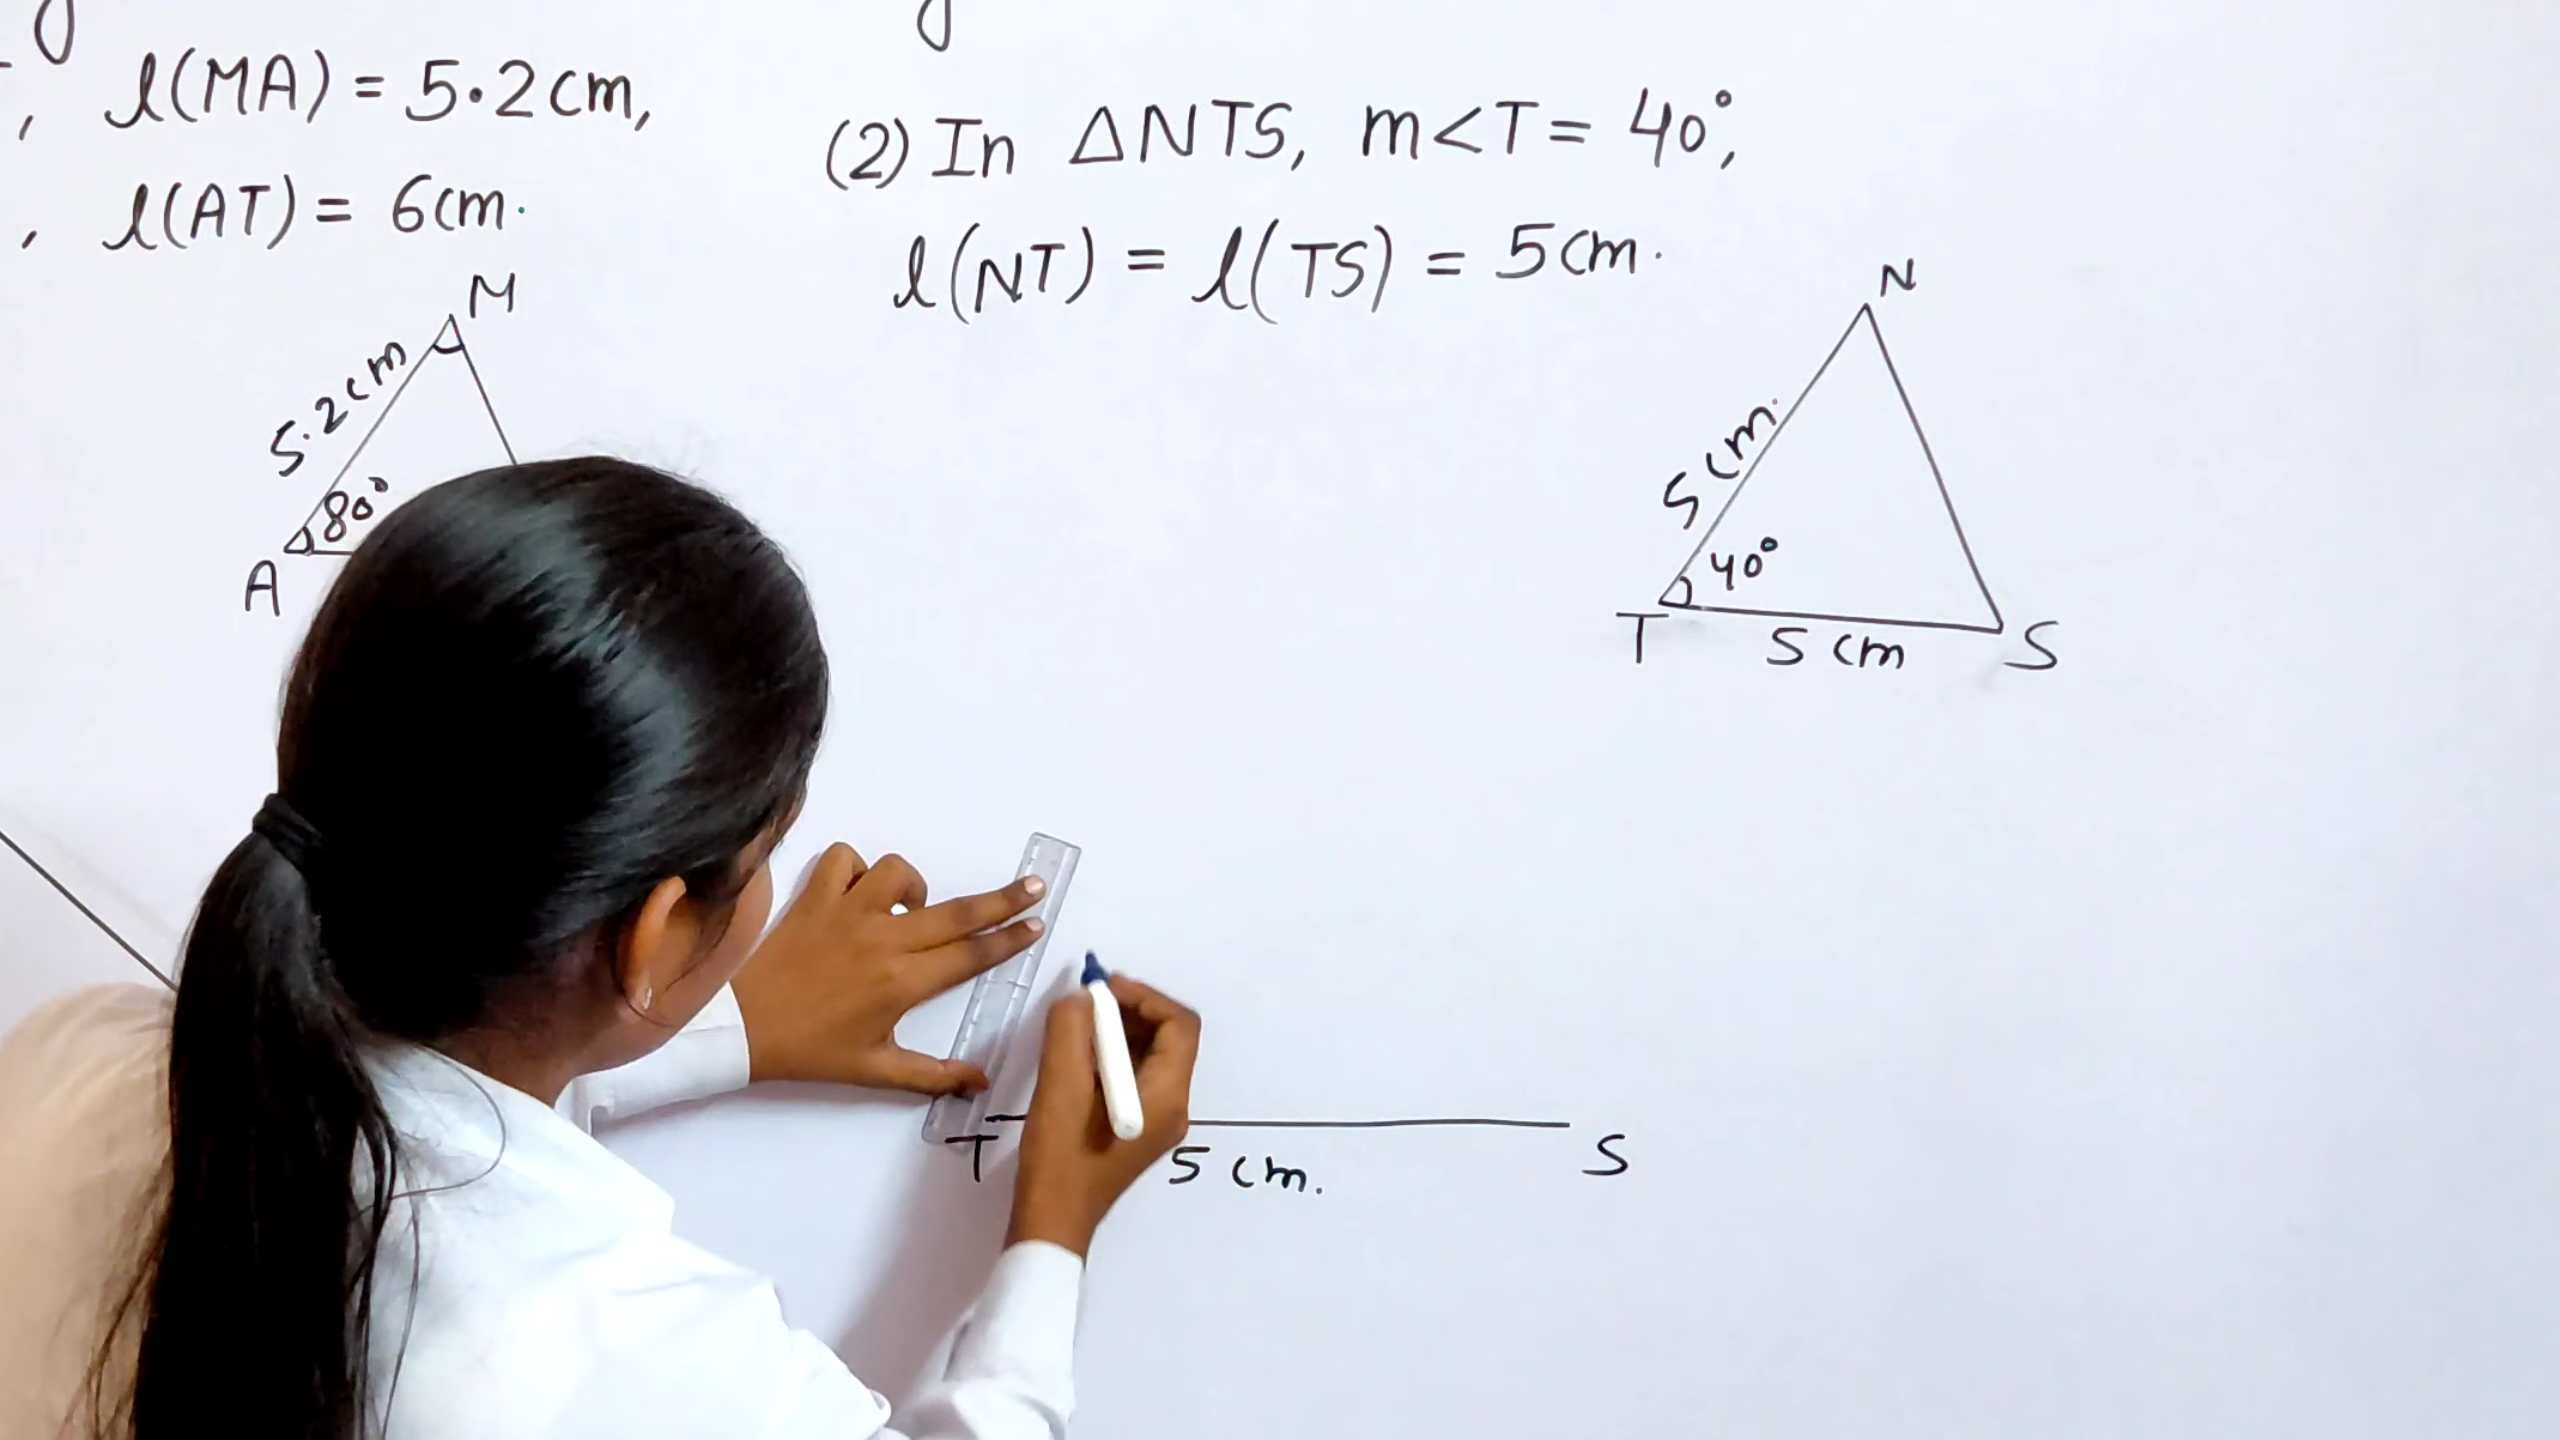 , l(MA) = 5.2cm,
, l(AT) = 6cm.
M
5.2cm
80°
A
(2) In △NTS, m<T= 40°,
l(NT) = l(TS) = 5cm.
N
5cm.
40°
T 5 cm S
T 5 cm. S